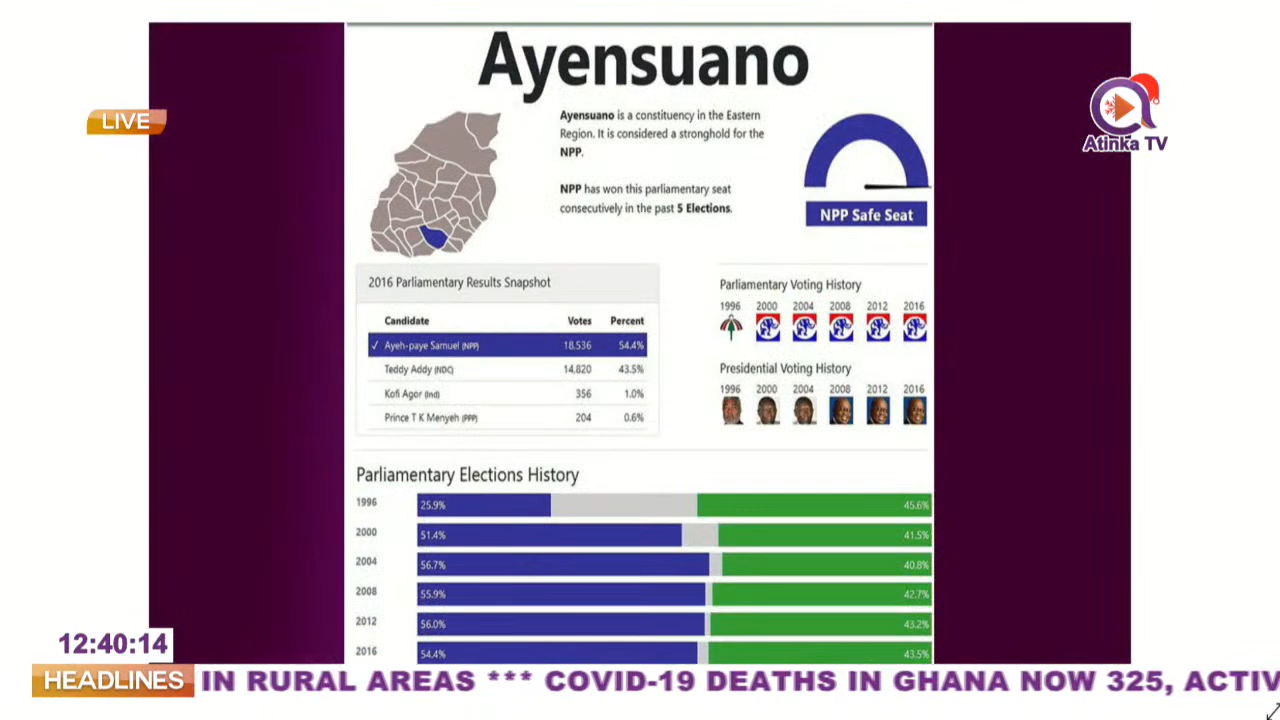 Ayensuano
LIVE
Atinka TV
Ayensuano is a constituency in the Eastern
Region. It is considered a stronghold for the
NPP.
NPP has won this parliamentary seat
consecutively in the past 5 Elections.
NPP Safe Seat
2016 Parliamentary Results Snapshot
Candidate Votes Percent
✓ Ayeh-paye Samuel (NPP) 18,536 54.4%
Teddy Addy (NDC) 14,820 43.5%
Kofi Agor (Ind) 356 1.0%
Prince T K Menyeh (PPP) 204 0.6%
Parliamentary Voting History
1996 2000 2004 2008 2012 2016
Presidential Voting History
1996 2000 2004 2008 2012 2016
Parliamentary Elections History
1996 25.9% 45.6%
2000 51.4% 41.5%
2004 56.7% 40.8%
2008 55.9% 42.7%
2012 56.0% 43.2%
2016 54.4% 43.5%
12:40:14
HEADLINES IN RURAL AREAS *** COVID-19 DEATHS IN GHANA NOW 325, ACTIV